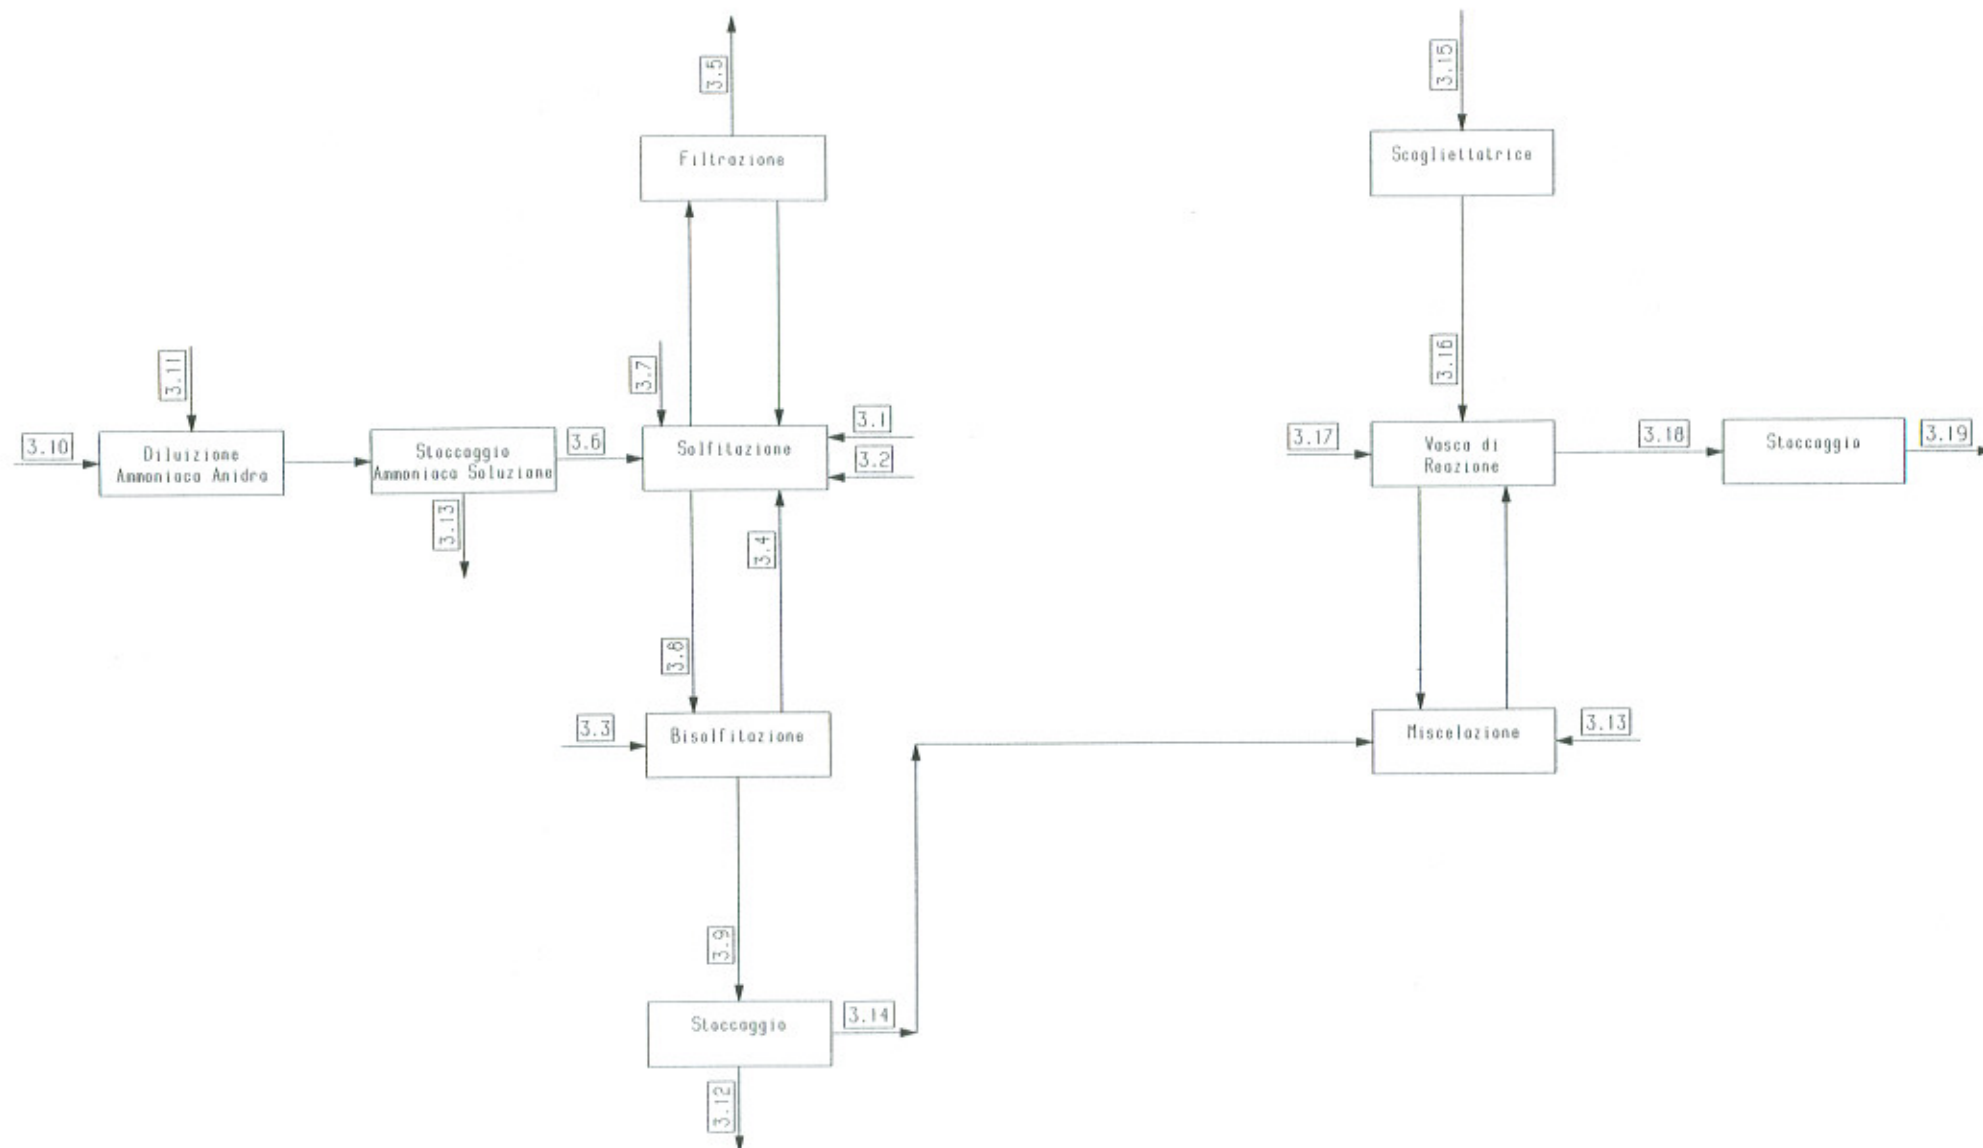 3.5
3.15
Filtrazione
Scagliettatrice
3.11
3.7
3.16
3.10
Diluizione
Ammoniaca Anidra
Stoccaggio
Ammoniaca Soluzione
3.6
Solfitazione
3.1
3.2
3.17
Vasca di
Reazione
3.18
Stoccaggio
3.19
3.13
3.4
3.8
3.3
Bisolfitazione
Miscelazione
3.13
3.9
Stoccaggio
3.14
3.12